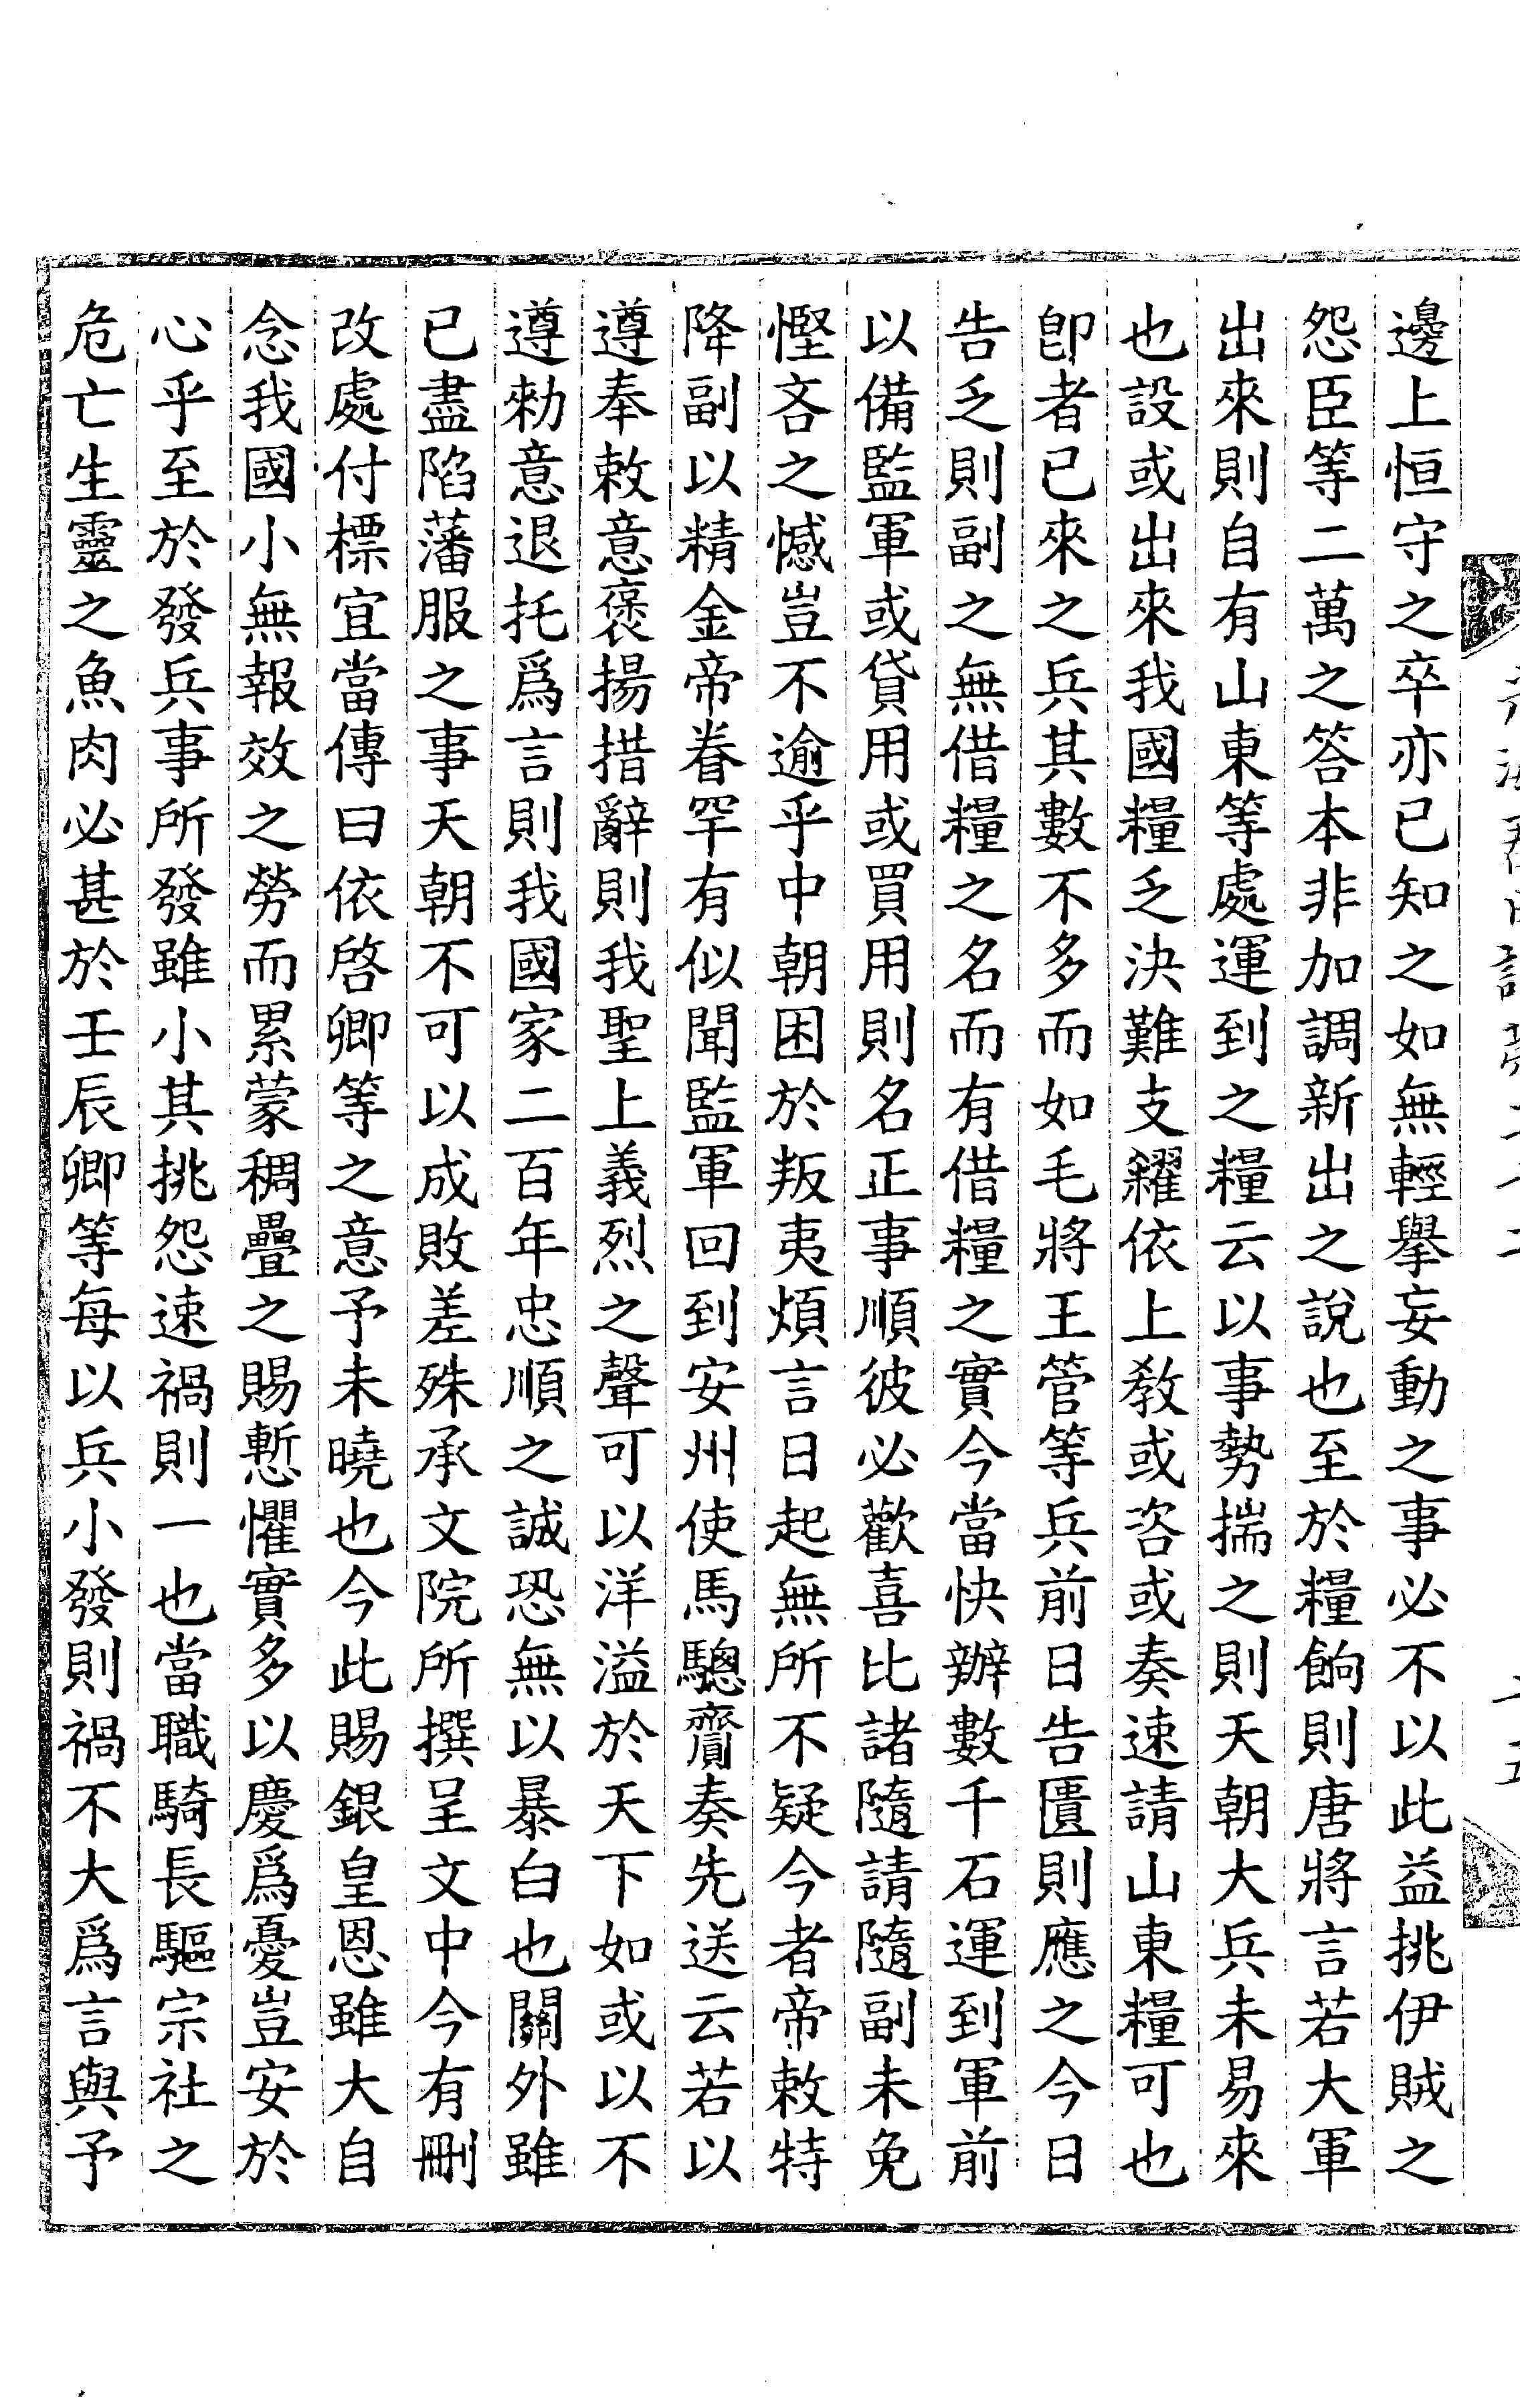 邊上恒守之卒亦已知之如無輕擧妄動之事必不以此益挑伊賊之
怨臣等二萬之答本非加調新出之說也至於糧餉則唐將言若大軍
出來則自有山東等處運到之糧云以事勢揣之則天朝大兵未易來
也設或出來我國糧乏決難支糴依上敎或咨或奏速請山東糧可也
卽者已來之兵其數不多而如毛將王管等兵前日告匱則應之今日
告乏則副之無借糧之名而有借糧之實今當快辦數千石運到軍前
以備監軍或貸用或買用則名正事順彼必歡喜比諸隨請隨副未免
慳吝之憾豈不逾乎中朝困於叛夷煩言日起無所不疑今者帝敕特
降副以精金帝眷罕有似聞監軍回到安州使馬驄齎奏先送云若以
遵奉敕意褒揚措辭則我聖上義烈之聲可以洋溢於天下如或以不
遵勑意退托爲言則我國家二百年忠順之誠恐無以暴白也關外雖
已盡陷藩服之事天朝不可以成敗差殊承文院所撰呈文中今有刪
改處付標宜當傳曰依啓卿等之意予未曉也今此賜銀皇恩雖大自
念我國小無報效之勞而累蒙稠疊之賜慙懼實多以慶爲憂豈安於
心乎至於發兵事所發雖小其挑怨速禍則一也當職騎長驅宗社之
危亡生靈之魚肉必甚於壬辰卿等每以兵小發則禍不大爲言與予